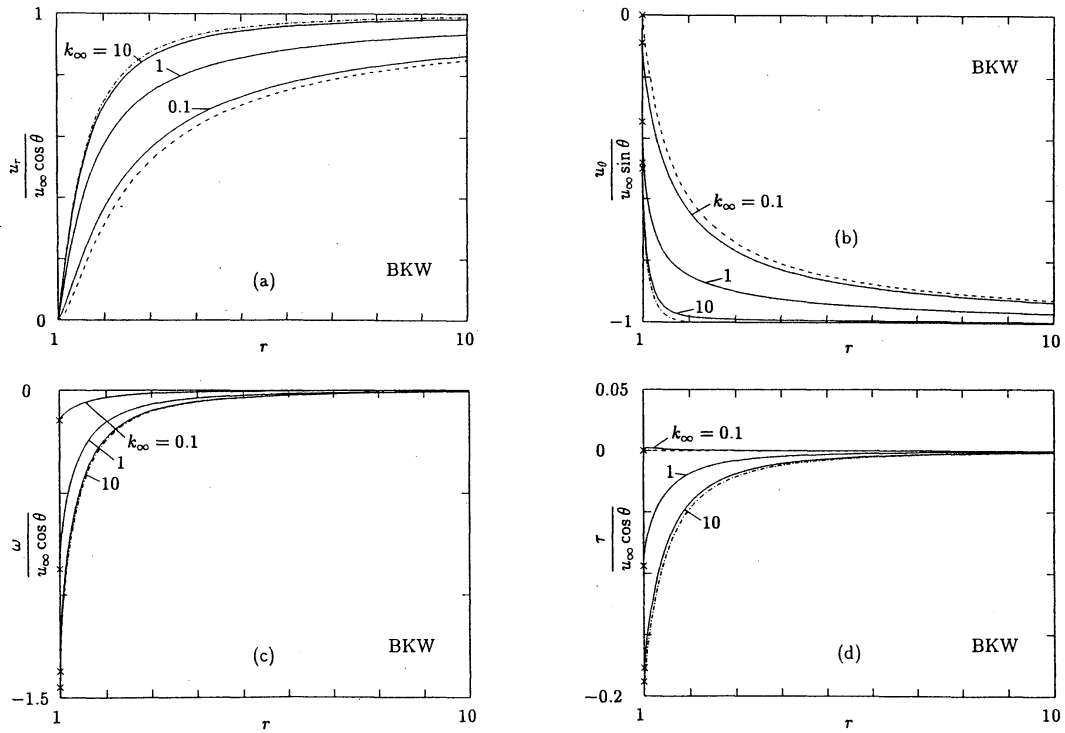 1
k∞ = 10
1
0.1
u_r / u∞ cos θ
(a)
BKW
0
1
r
10
0
BKW
u_θ / u∞ sin θ
k∞ = 0.1
(b)
1
10
−1
1
r
10
0
k∞ = 0.1
1
10
ω / u∞ cos θ
(c)
BKW
−1.5
1
r
10
0.05
k∞ = 0.1
0
1
10
τ / u∞ cos θ
(d)
BKW
−0.2
1
r
10